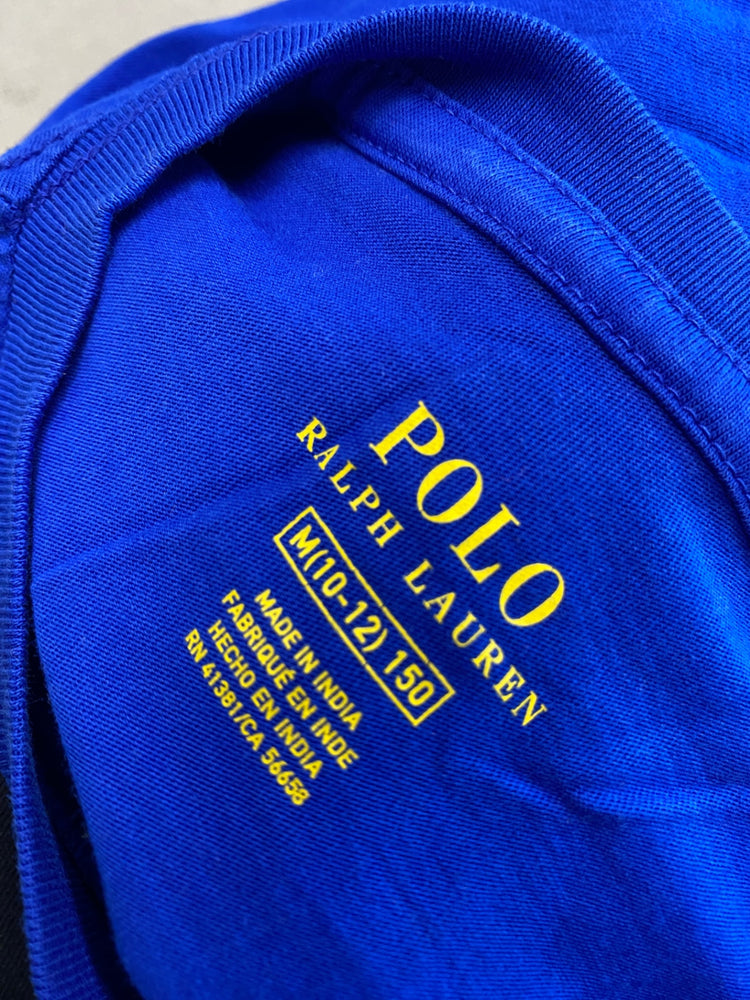 POLO
RALPH LAUREN
M(10-12) 150
MADE IN INDIA
FABRIQUÉ EN INDE
HECHO EN INDIA
RN 41381/CA 56658